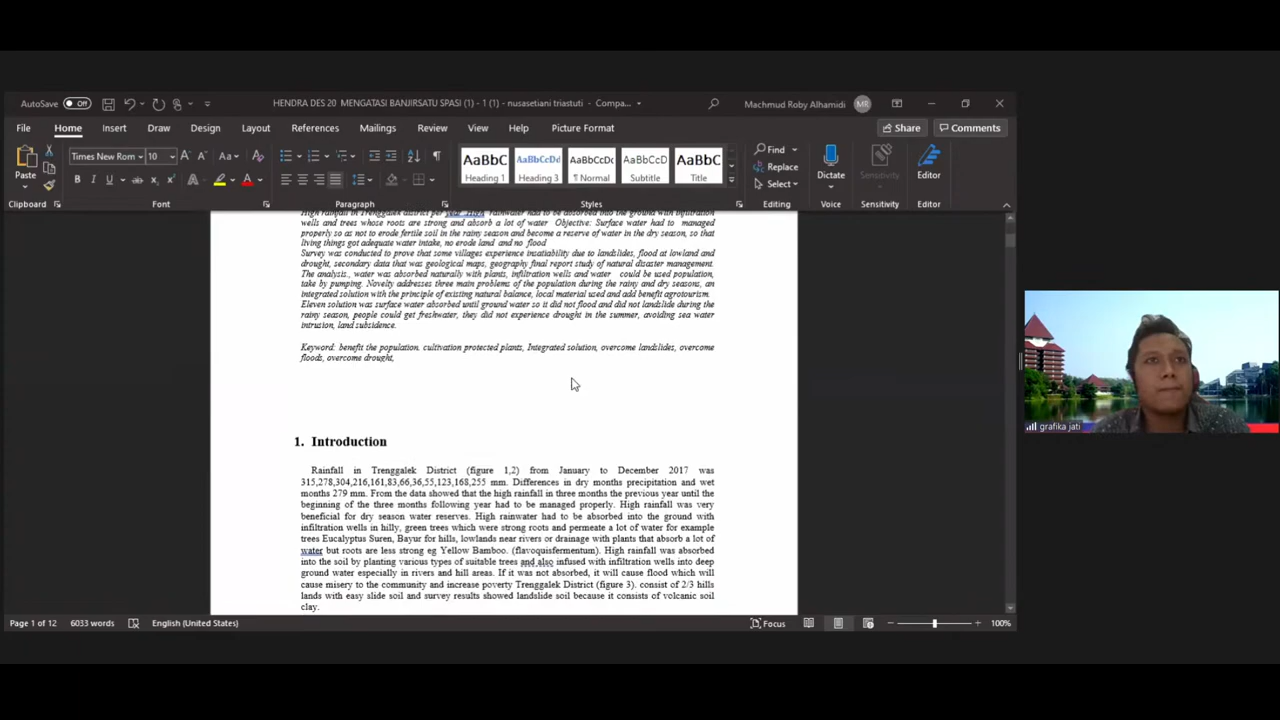 AutoSave Off HENDRA DES 20 MENGATASI BANJIRSATU SPASI (1) - 1 (1) - nusasetiani triastuti - Compa... Machmud Roby Alhamidi MR
File Home Insert Draw Design Layout References Mailings Review View Help Picture Format Share Comments
Times New Rom 10 Aa AaBbC AaBbCcDd AaBbCcD AaBbCcD AaBbC Find
Paste Replace Dictate Sensitivity Editor
B I U ab Heading 1 Heading 3 ¶ Normal Subtitle Title Select
Clipboard Font Paragraph Styles Editing Voice Sensitivity Editor
High rainfall in Trenggalek district per year High rainwater had to be absorbed into the ground with infiltration
wells and trees whose roots are strong and absorb a lot of water Objective: Surface water had to managed
properly so as not to erode fertile soil in the rainy season and become a reserve of water in the dry season, so that
living things got adequate water intake, no erode land and no flood
Survey was conducted to prove that some villages experience insatiability due to landslides, flood at lowland and
drought, secondary data that was geological maps, geography final report study of natural disaster management.
The analysis., water was absorbed naturally with plants, infiltration wells and water could be used population,
take by pumping. Novelty addresses three main problems of the population during the rainy and dry seasons, an
integrated solution with the principle of existing natural balance, local material used and add benefit agrotourism.
Eleven solution was surface water absorbed until ground water so it did not flood and did not landslide during the
rainy season, people could get freshwater, they did not experience drought in the summer, avoiding sea water
intrusion, land subsidence.
Keyword: benefit the population. cultivation protected plants, Integrated solution, overcome landslides, overcome
floods, overcome drought,
1. Introduction
Rainfall in Trenggalek District (figure 1,2) from January to December 2017 was
315,278,304,216,161,83,66,36,55,123,168,255 mm. Differences in dry months precipitation and wet
months 279 mm. From the data showed that the high rainfall in three months the previous year until the
beginning of the three months following year had to be managed properly. High rainfall was very
beneficial for dry season water reserves. High rainwater had to be absorbed into the ground with
infiltration wells in hilly, green trees which were strong roots and permeate a lot of water for example
trees Eucalyptus Suren, Bayur for hills, lowlands near rivers or drainage with plants that absorb a lot of
water but roots are less strong eg Yellow Bamboo. (flavoquisfermentum). High rainfall was absorbed
into the soil by planting various types of suitable trees and also infused with infiltration wells into deep
ground water especially in rivers and hill areas. If it was not absorbed, it will cause flood which will
cause misery to the community and increase poverty Trenggalek District (figure 3). consist of 2/3 hills
lands with easy slide soil and survey results showed landslide soil because it consists of volcanic soil
clay.
Page 1 of 12 6033 words English (United States) Focus 100%
grafika jati